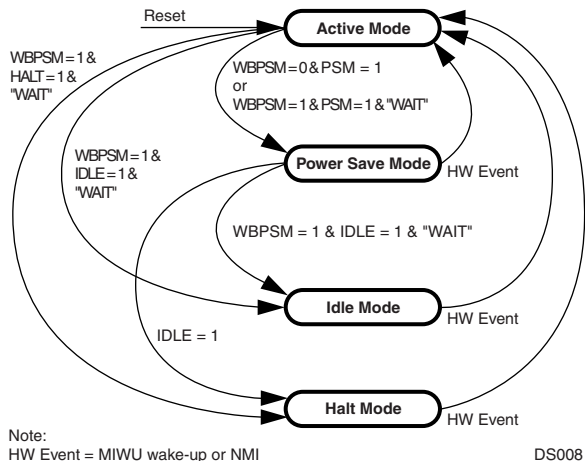 Reset
Active Mode
WBPSM = 1 &
HALT = 1 &
"WAIT"
WBPSM = 0 & PSM = 1
or
WBPSM = 1 & PSM = 1 & "WAIT"
WBPSM = 1 &
IDLE = 1 &
"WAIT"
Power Save Mode
HW Event
WBPSM = 1 & IDLE = 1 & "WAIT"
Idle Mode
HW Event
IDLE = 1
Halt Mode
HW Event
Note:
HW Event = MIWU wake-up or NMI
DS008